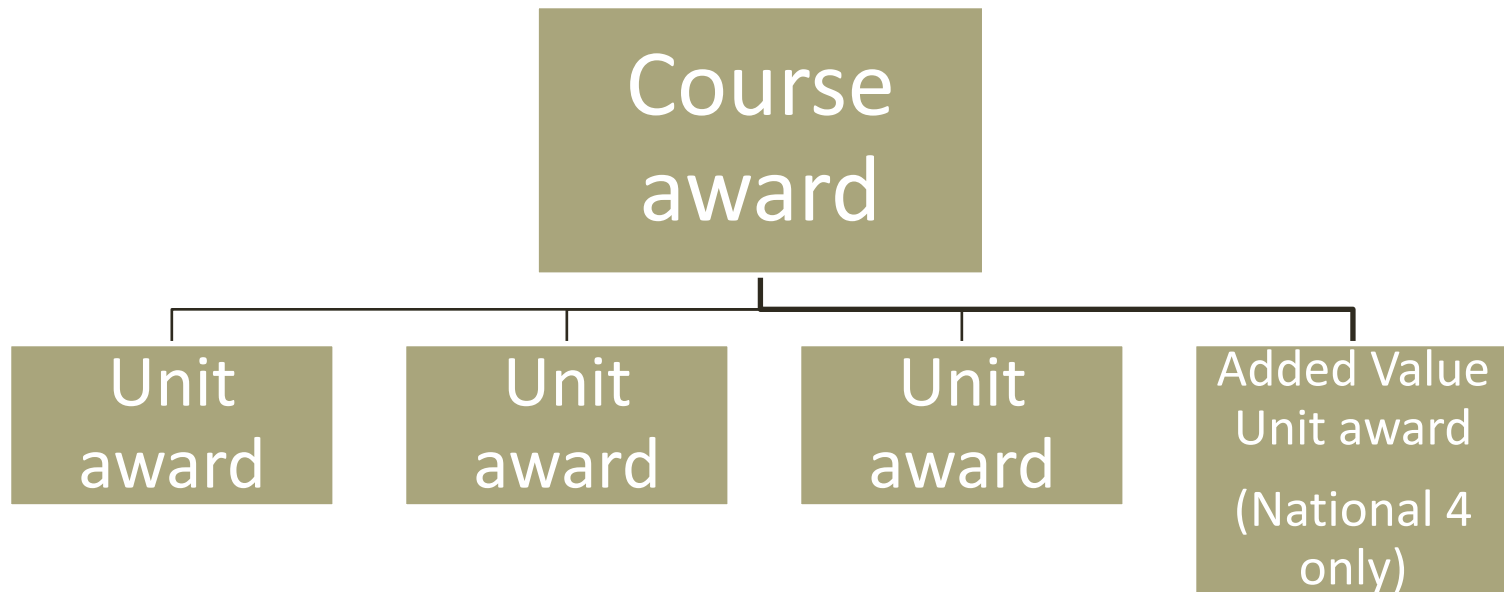 Course
award
Unit
award
Unit
award
Unit
award
Added Value
Unit award
(National 4
only)